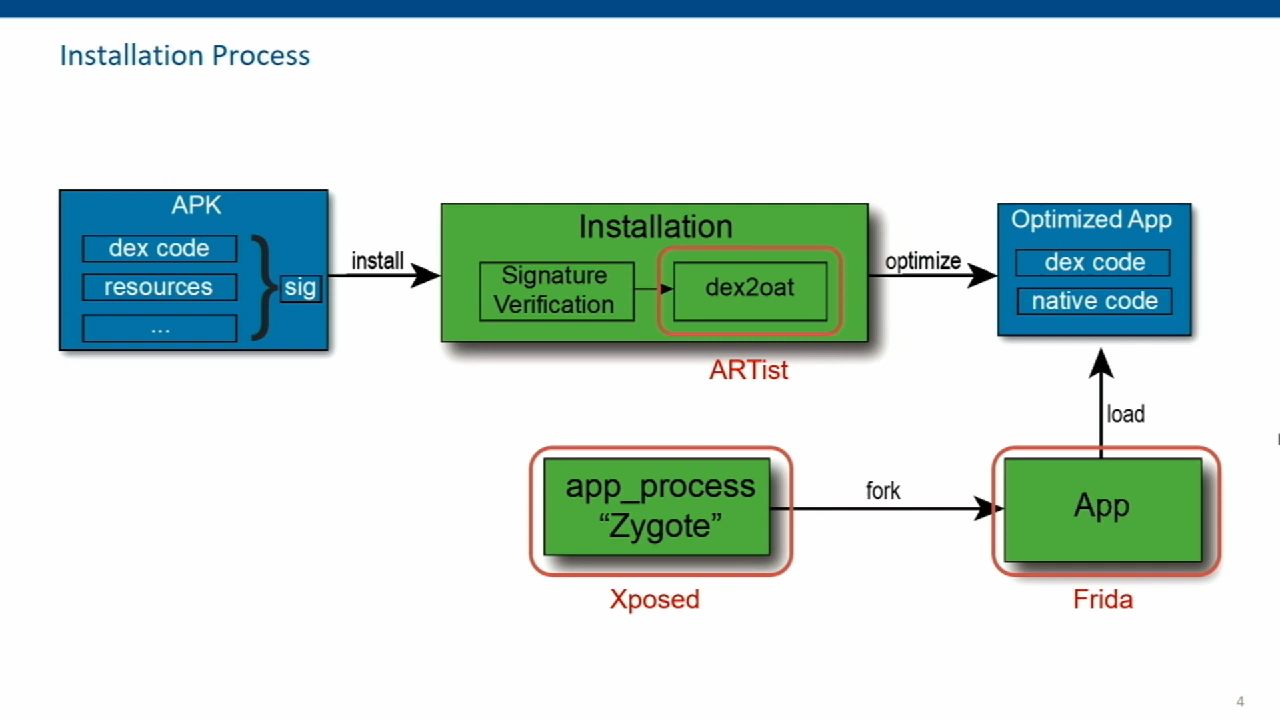 Installation Process
APK
dex code
resources
...
sig
install
Installation
Signature
Verification
dex2oat
ARTist
optimize
Optimized App
dex code
native code
load
app_process
“Zygote”
Xposed
fork
App
Frida
4